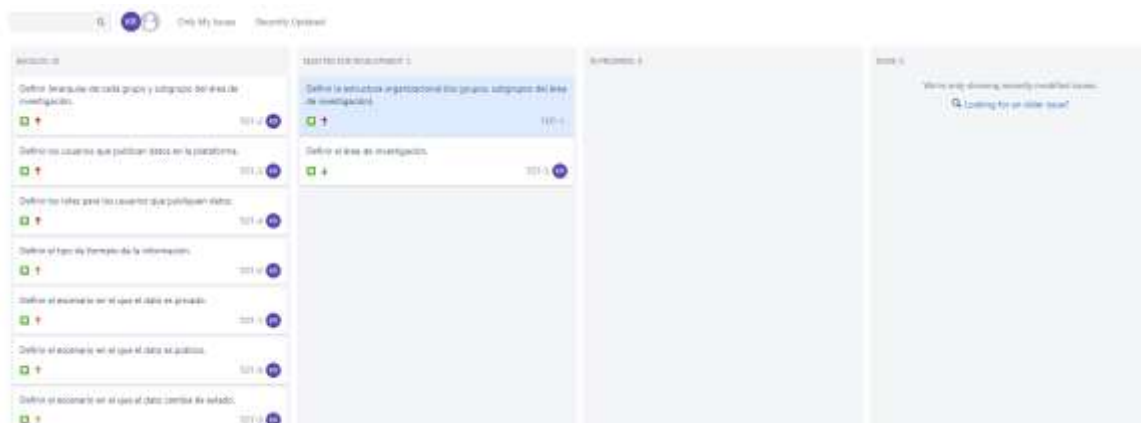 Only My Issues Recently Updated
BACKLOG
SELECTED FOR DEVELOPMENT 2
IN PROGRESS
DONE
Definir Jerarquías de cada grupo y subgrupo del área de
investigación.
Definir los usuarios que publican datos en la plataforma.
Definir los roles para los usuarios que publiquen datos.
Definir el tipo de formato de la información.
Definir el escenario en el que el dato es privado.
Definir el escenario en el que el dato es público.
Definir el escenario en el que el dato cambia de estado.
Definir la estructura organizacional (los grupos, subgrupos del área
de investigación).
Definir el área de investigación.
We're only showing recently modified issues.
Looking for an older issue?